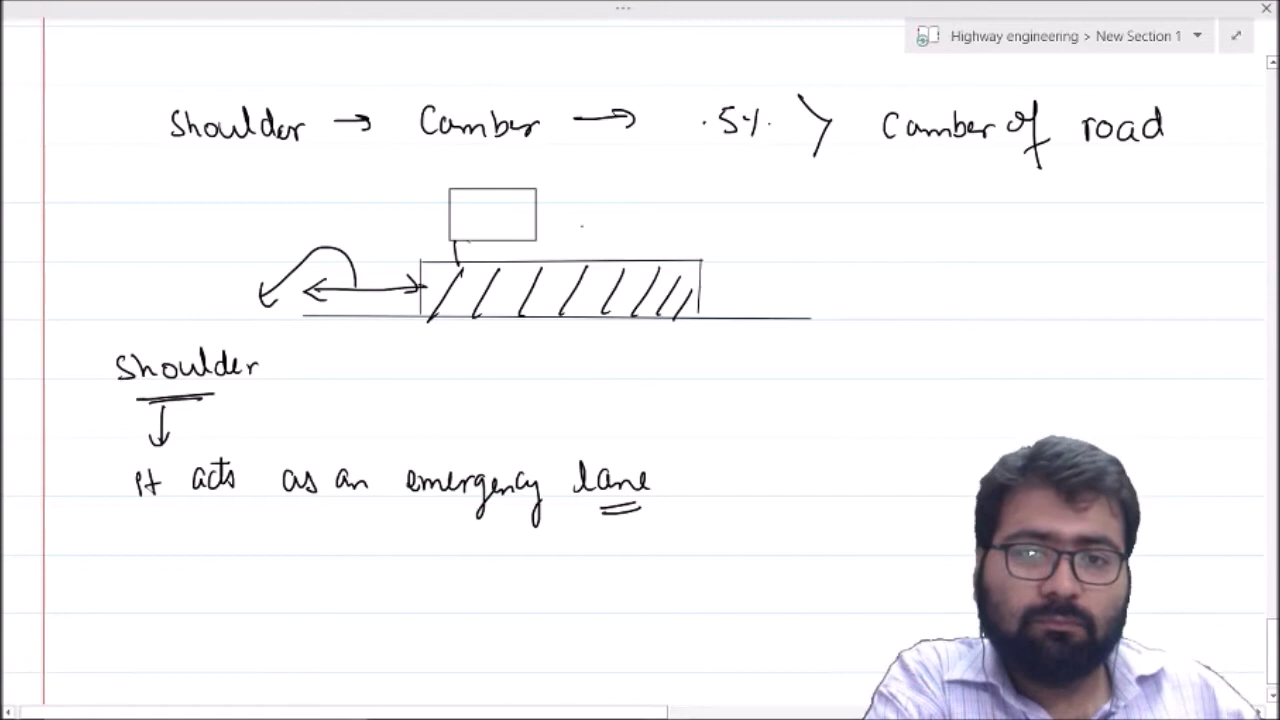 Highway engineering > New Section 1
Shoulder → Camber → .5%. > Camber of road
Shoulder
It acts as an emergency lane